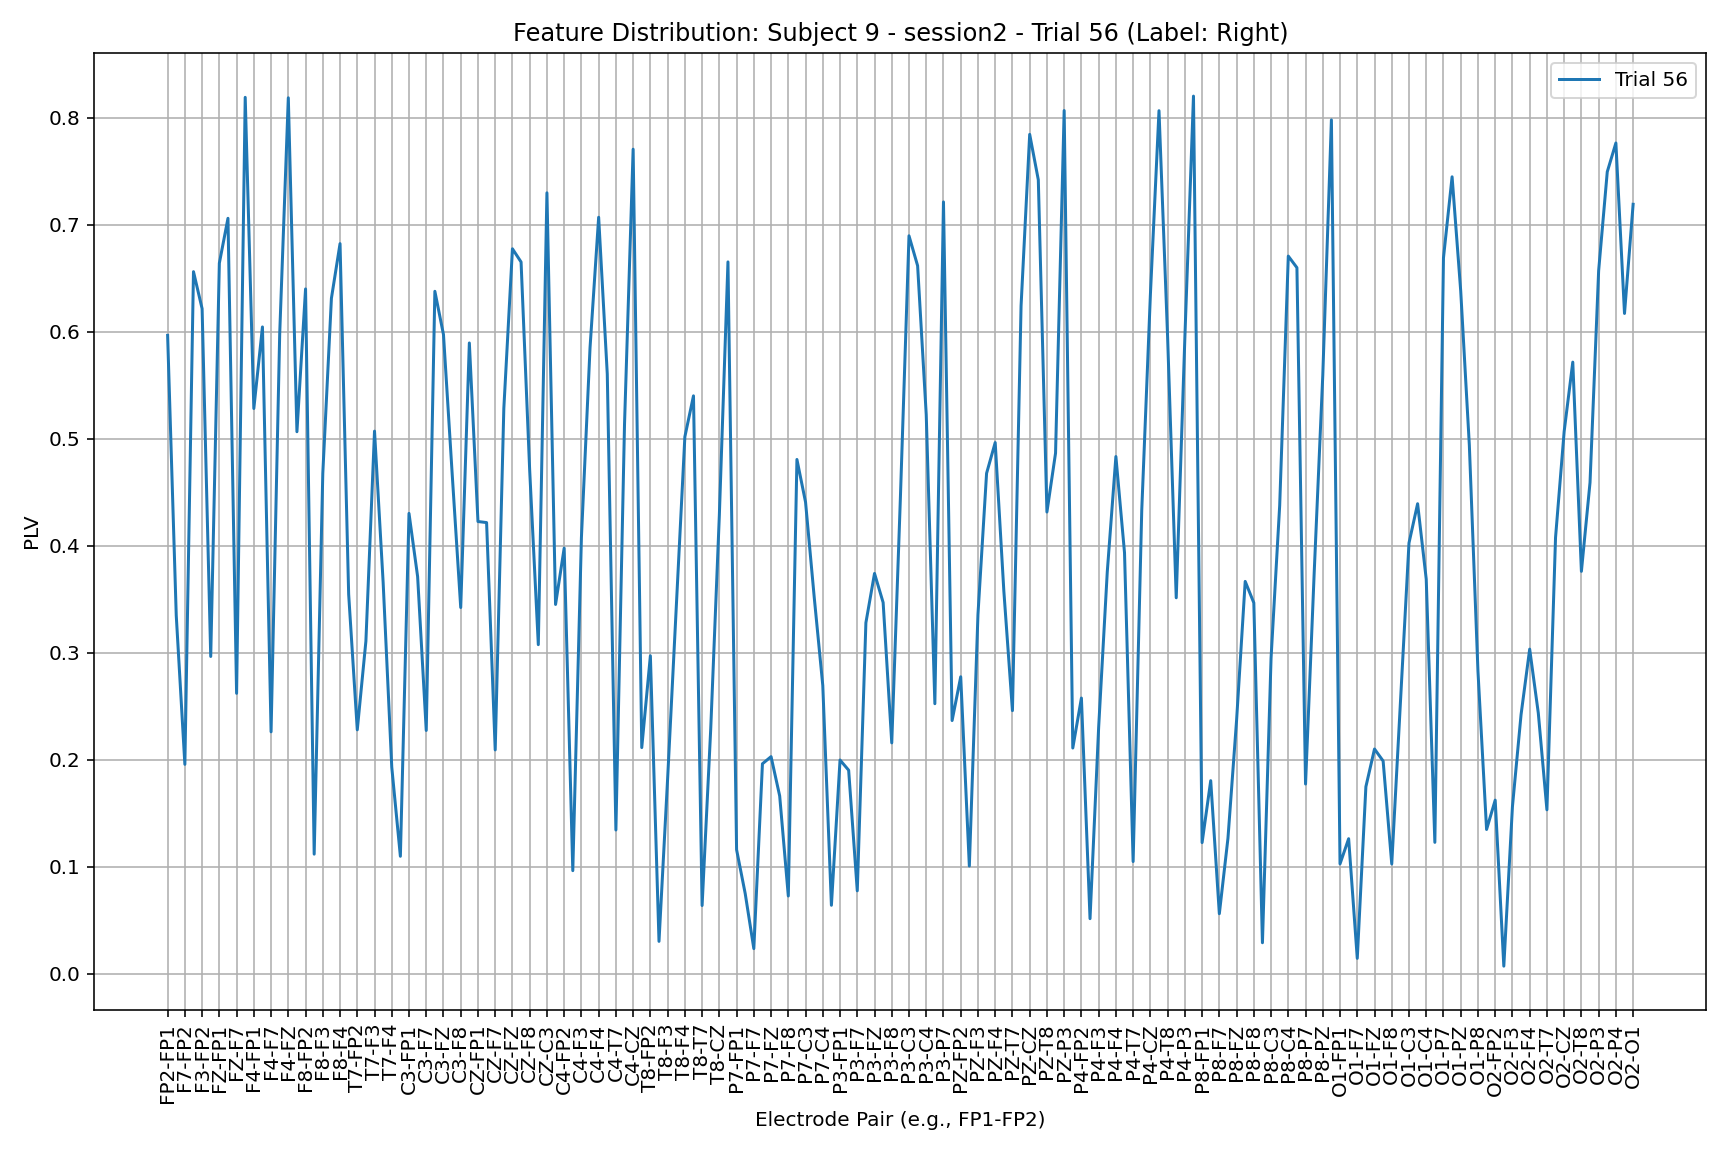 Feature Distribution: Subject 9 - session2 - Trial 56 (Label: Right)
Trial 56
0.8
0.7
0.6
0.5
0.4
0.3
0.2
0.1
0.0
PLV
FP2-FP1
F7-FP2
F3-FP2
FZ-FP1
FZ-F7
F4-FP1
F4-F7
F4-FZ
F8-FP2
F8-F3
F8-F4
T7-FP2
T7-F3
T7-F4
C3-FP1
C3-F7
C3-FZ
C3-F8
CZ-FP1
CZ-F7
CZ-FZ
CZ-F8
CZ-C3
C4-FP2
C4-F3
C4-F4
C4-T7
C4-CZ
T8-FP2
T8-F3
T8-F4
T8-T7
T8-CZ
P7-FP1
P7-F7
P7-FZ
P7-F8
P7-C3
P7-C4
P3-FP1
P3-F7
P3-FZ
P3-F8
P3-C3
P3-C4
P3-P7
PZ-FP2
PZ-F3
PZ-F4
PZ-T7
PZ-CZ
PZ-T8
PZ-P3
P4-FP2
P4-F3
P4-F4
P4-T7
P4-CZ
P4-T8
P4-P3
P8-FP1
P8-F7
P8-FZ
P8-F8
P8-C3
P8-C4
P8-P7
P8-PZ
O1-FP1
O1-F7
O1-FZ
O1-F8
O1-C3
O1-C4
O1-P7
O1-PZ
O1-P8
O2-FP2
O2-F3
O2-F4
O2-T7
O2-CZ
O2-T8
O2-P3
O2-P4
O2-O1
Electrode Pair (e.g., FP1-FP2)